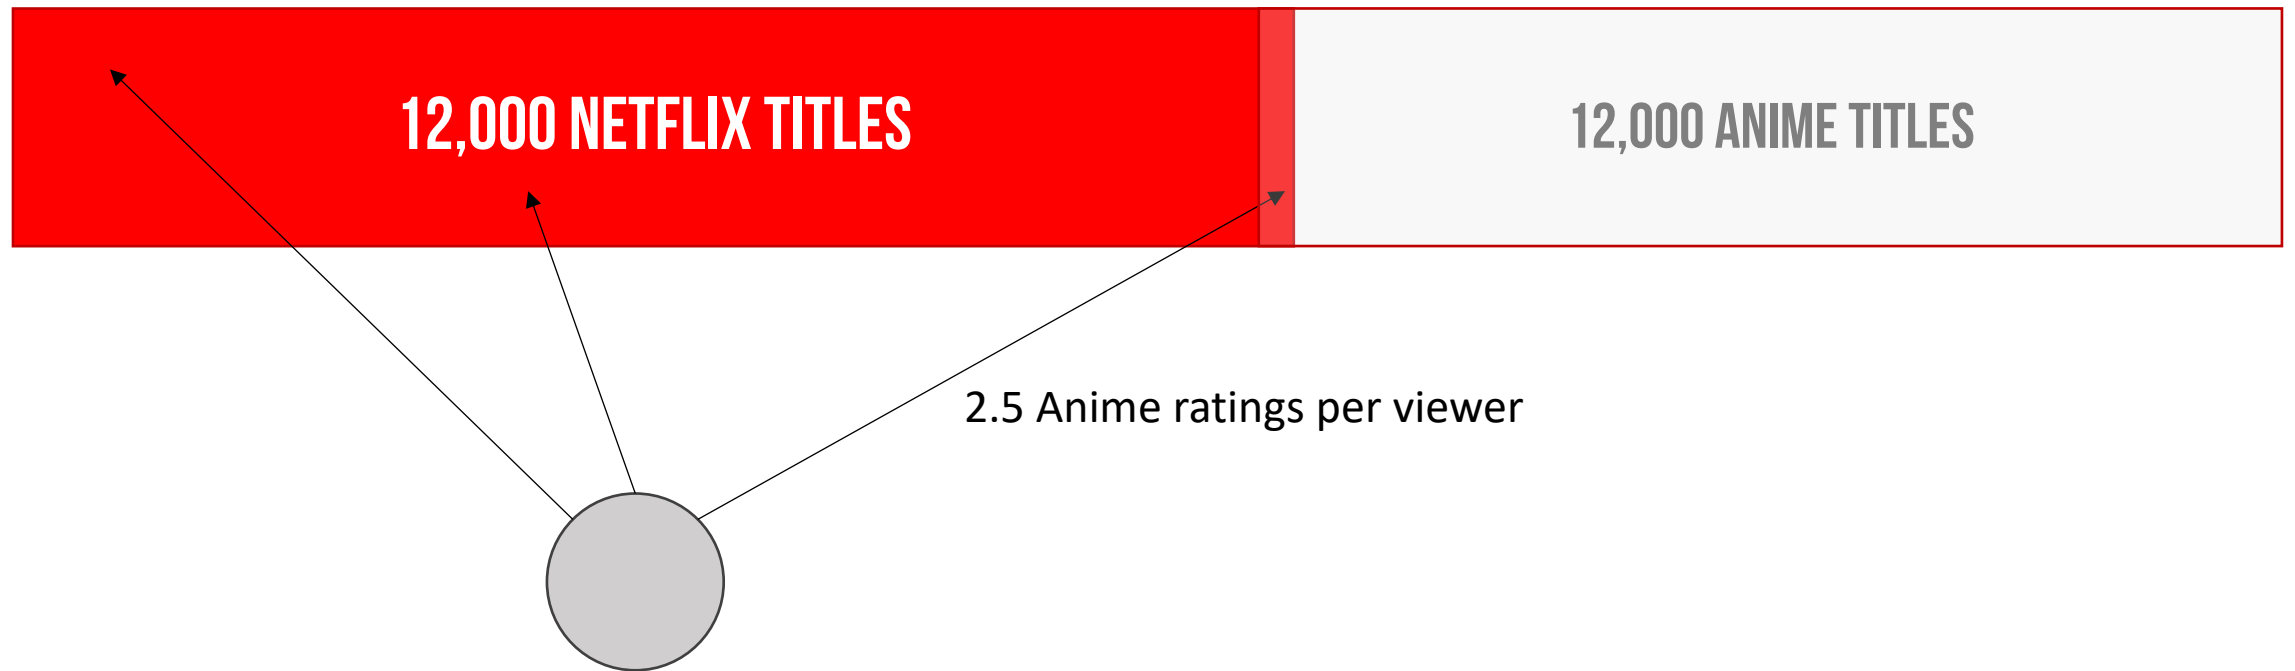 12,000 NETFLIX TITLES
12,000 ANIME TITLES
2.5 Anime ratings per viewer